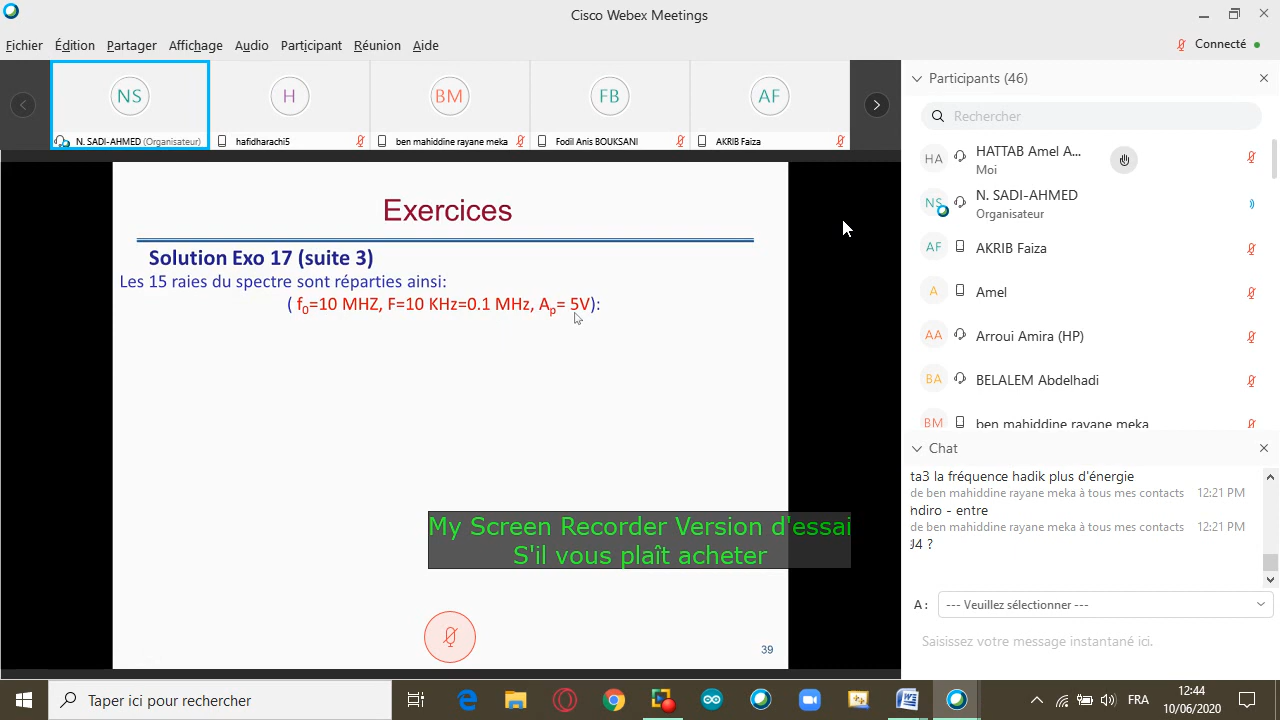 Cisco Webex Meetings
Fichier Édition Partager Affichage Audio Participant Réunion Aide
Connecté
NS
N. SADI-AHMED (Organisateur)
H
hafidharachi5
BM
ben mahiddine rayane meka
FB
Fodil Anis BOUKSANI
AF
AKRIB Faiza
Exercices
Solution Exo 17 (suite 3)
Les 15 raies du spectre sont réparties ainsi:
( f0=10 MHZ, F=10 KHz=0.1 MHz, Ap= 5V):
My Screen Recorder Version d'essai
S'il vous plaît acheter
39
Participants (46)
Rechercher
HA
HATTAB Amel A...
Moi
NS
N. SADI-AHMED
Organisateur
AF
AKRIB Faiza
A
Amel
AA
Arroui Amira (HP)
BA
BELALEM Abdelhadi
BM
ben mahiddine rayane meka
Chat
ta3 la fréquence hadik plus d'énergie
de ben mahiddine rayane meka à tous mes contacts 12:21 PM
ndiro - entre
de ben mahiddine rayane meka à tous mes contacts 12:21 PM
J4 ?
A : --- Veuillez sélectionner ---
Saisissez votre message instantané ici.
Taper ici pour rechercher
FRA
12:44
10/06/2020